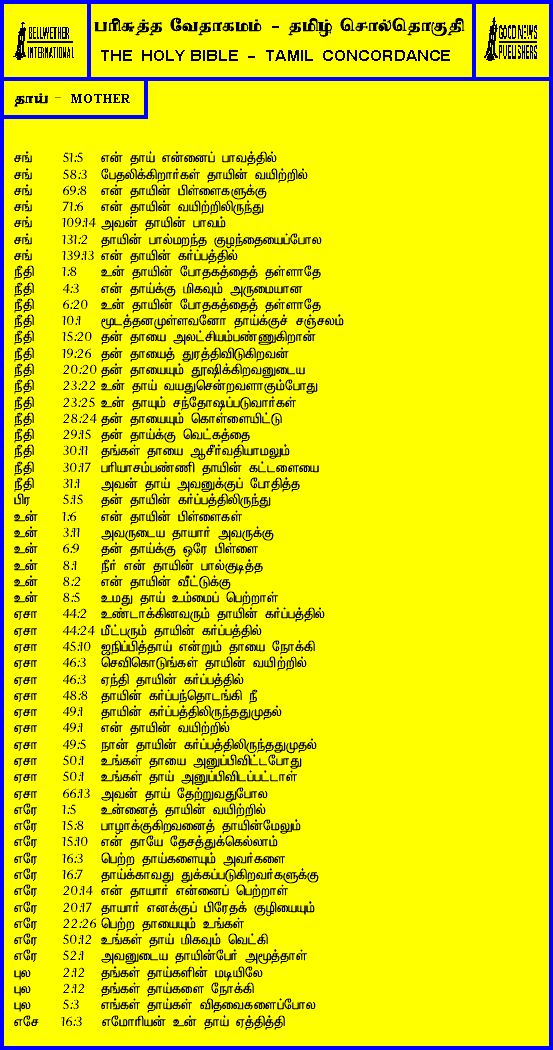 BELLWETHER
INTERNATIONAL
பரிசுத்த வேதாகமம் - தமிழ் சொல்தொகுதி
THE HOLY BIBLE - TAMIL CONCORDANCE
GOOD NEWS
PUBLISHERS
தாய் - MOTHER
சங் 51:5 என் தாய் என்னைப் பாவத்தில்
சங் 58:3 பேதலிக்கிறார்கள் தாயின் வயிற்றில்
சங் 69:8 என் தாயின் பிள்ளைகளுக்கு
சங் 71:6 என் தாயின் வயிற்றிலிருந்து
சங் 109:14 அவன் தாயின் பாவம்
சங் 131:2 தாயின் பால்மறந்த குழந்தையைப்போல
சங் 139:13 என் தாயின் கர்ப்பத்தில்
நீதி 1:8 உன் தாயின் போதகத்தைத் தள்ளாதே
நீதி 4:3 என் தாய்க்கு மிகவும் அருமையான
நீதி 6:20 உன் தாயின் போதகத்தைத் தள்ளாதே
நீதி 10:1 மூடத்தனமுள்ளவனோ தாய்க்குச் சஞ்சலம்
நீதி 15:20 தன் தாயை அலட்சியம்பண்ணுகிறான்
நீதி 19:26 தன் தாயைத் துரத்திவிடுகிறவன்
நீதி 20:20 தன் தாயையும் தூஷிக்கிறவனுடைய
நீதி 23:22 உன் தாய் வயதுசென்றவளாகும்போது
நீதி 23:25 உன் தாயும் சந்தோஷப்படுவார்கள்
நீதி 28:24 தன் தாயையும் கொள்ளையிட்டு
நீதி 29:15 தன் தாய்க்கு வெட்கத்தை
நீதி 30:11 தங்கள் தாயை ஆசீர்வதியாமலும்
நீதி 30:17 பரியாசம்பண்ணி தாயின் கட்டளையை
நீதி 31:1 அவன் தாய் அவனுக்குப் போதித்த
பிர 5:15 தன் தாயின் கர்ப்பத்திலிருந்து
உன் 1:6 என் தாயின் பிள்ளைகள்
உன் 3:11 அவருடைய தாயார் அவருக்கு
உன் 6:9 தன் தாய்க்கு ஒரே பிள்ளை
உன் 8:1 நீர் என் தாயின் பால்குடித்த
உன் 8:2 என் தாயின் வீட்டுக்கு
உன் 8:5 உமது தாய் உம்மைப் பெற்றாள்
ஏசா 44:2 உண்டாக்கினவரும் தாயின் கர்ப்பத்தில்
ஏசா 44:24 மீட்பரும் தாயின் கர்ப்பத்தில்
ஏசா 45:10 ஜநிப்பித்தாய் என்றும் தாயை நோக்கி
ஏசா 46:3 செவிகொடுங்கள் தாயின் வயிற்றில்
ஏசா 46:3 ஏந்தி தாயின் கர்ப்பத்தில்
ஏசா 48:8 தாயின் கர்ப்பந்தொடங்கி நீ
ஏசா 49:1 தாயின் கர்ப்பத்திலிருந்ததுமுதல்
ஏசா 49:1 என் தாயின் வயிற்றில்
ஏசா 49:5 நான் தாயின் கர்ப்பத்திலிருந்ததுமுதல்
ஏசா 50:1 உங்கள் தாயை அனுப்பிவிட்டபோது
ஏசா 50:1 உங்கள் தாய் அனுப்பிவிடப்பட்டாள்
ஏசா 66:13 அவன் தாய் தேற்றுவதுபோல
எரே 1:5 உன்னைத் தாயின் வயிற்றில்
எரே 15:8 பாழாக்குகிறவனைத் தாயின்மேலும்
எரே 15:10 என் தாயே தேசத்துக்கெல்லாம்
எரே 16:3 பெற்ற தாய்களையும் அவர்களை
எரே 16:7 தாய்க்காவது துக்கப்படுகிறவர்களுக்கு
எரே 20:14 என் தாயார் என்னைப் பெற்றாள்
எரே 20:17 தாயார் எனக்குப் பிரேதக் குழியையும்
எரே 22:26 பெற்ற தாயையும் உங்கள்
எரே 50:12 உங்கள் தாய் மிகவும் வெட்கி
எரே 52:1 அவனுடைய தாயின்பேர் அமூத்தாள்
புல 2:12 தங்கள் தாய்களின் மடியிலே
புல 2:12 தங்கள் தாய்களை நோக்கி
புல 5:3 எங்கள் தாய்கள் விதவைகளைப்போல
எசே 16:3 எமோரியன் உன் தாய் ஏத்தித்தி